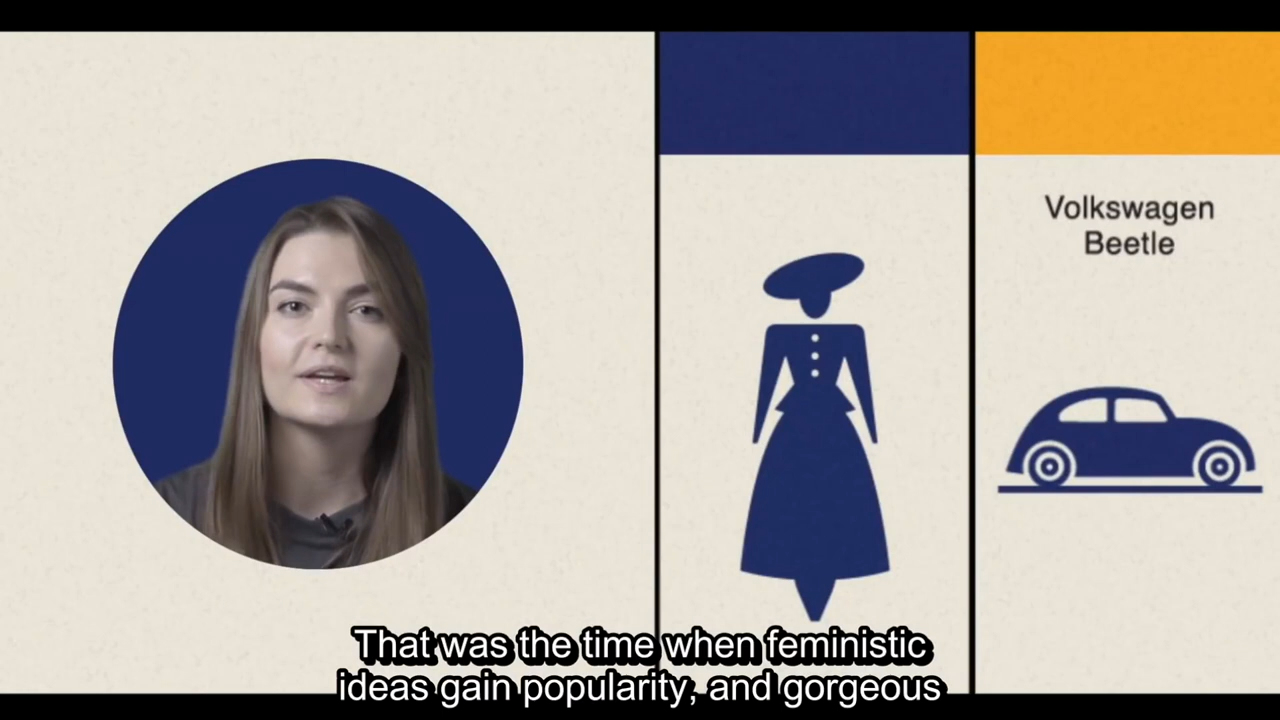 Volkswagen
Beetle
That was the time when feministic
ideas gain popularity, and gorgeous